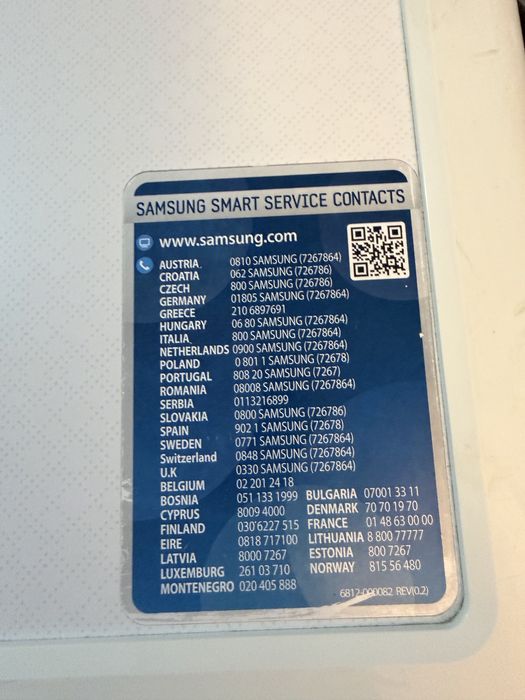 SAMSUNG SMART SERVICE CONTACTS
www.samsung.com
AUSTRIA 0810 SAMSUNG (7267864)
CROATIA 062 SAMSUNG (726786)
CZECH 800 SAMSUNG (726786)
GERMANY 01805 SAMSUNG (7267864)
GREECE 210 6897691
HUNGARY 06 80 SAMSUNG (7267864)
ITALIA 800 SAMSUNG (7267864)
NETHERLANDS 0900 SAMSUNG (7267864)
POLAND 0 801 1 SAMSUNG (72678)
PORTUGAL 808 20 SAMSUNG (7267)
ROMANIA 08008 SAMSUNG (7267864)
SERBIA 0113216899
SLOVAKIA 0800 SAMSUNG (726786)
SPAIN 902 1 SAMSUNG (72678)
SWEDEN 0771 SAMSUNG (7267864)
Switzerland 0848 SAMSUNG (7267864)
U.K 0330 SAMSUNG (7267864)
BELGIUM 02 201 24 18
BOSNIA 051 133 1999 BULGARIA 07001 33 11
CYPRUS 8009 4000 DENMARK 70 70 19 70
FINLAND 030 6227 515 FRANCE 01 48 63 00 00
EIRE 0818 717100 LITHUANIA 8 800 77777
LATVIA 8000 7267 ESTONIA 800 7267
LUXEMBURG 261 03 710 NORWAY 815 56 480
MONTENEGRO 020 405 888
6812-000082 REV(0.2)